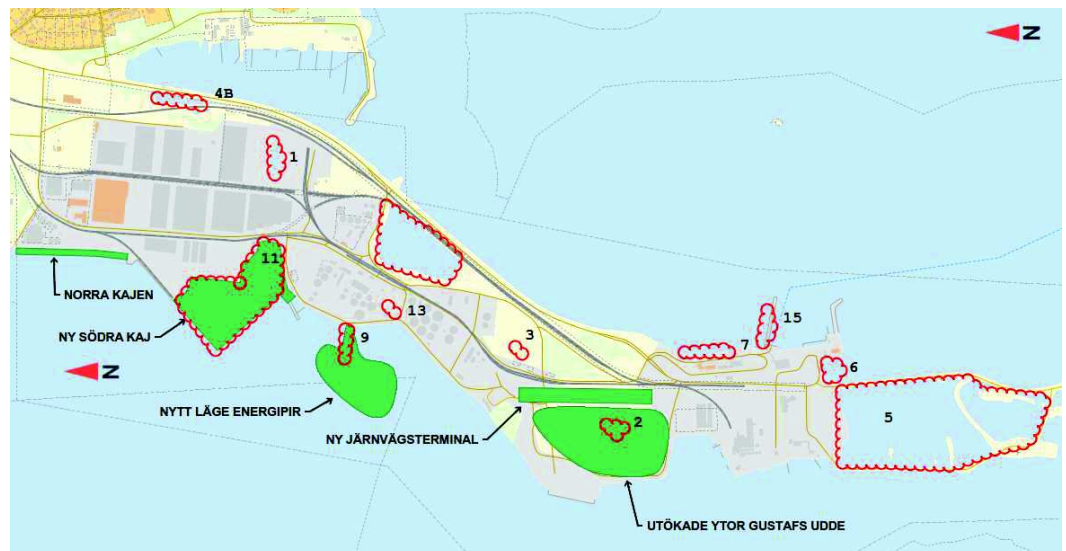 N
4B
1
11
NORRA KAJEN
13
15
NY SÖDRA KAJ
9
3
7
6
N
NYTT LÄGE ENERGIPIR
5
2
NY JÄRNVÄGSTERMINAL
UTÖKADE YTOR GUSTAFS UDDE